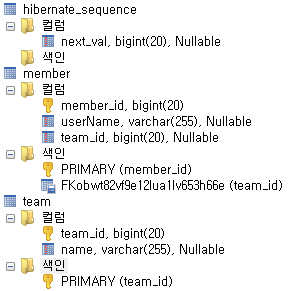 hibernate_sequence
컬럼
next_val, bigint(20), Nullable
색인
member
컬럼
member_id, bigint(20)
userName, varchar(255), Nullable
team_id, bigint(20), Nullable
색인
PRIMARY (member_id)
FKobwt82vf9e12lua1lv653h66e (team_id)
team
컬럼
team_id, bigint(20)
name, varchar(255), Nullable
색인
PRIMARY (team_id)